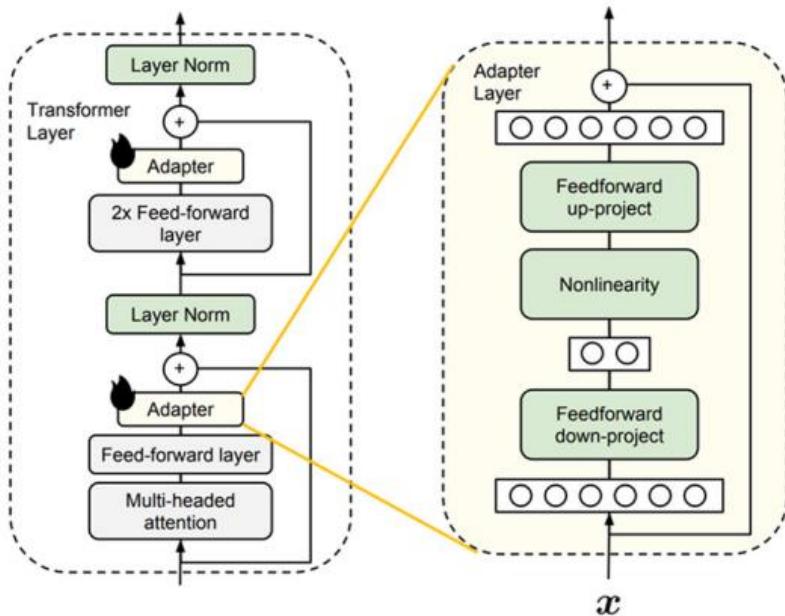 Layer Norm
Transformer
Layer
+
Adapter
2x Feed-forward
layer
Layer Norm
+
Adapter
Feed-forward layer
Multi-headed
attention
Adapter
Layer
+
Feedforward
up-project
Nonlinearity
Feedforward
down-project
x